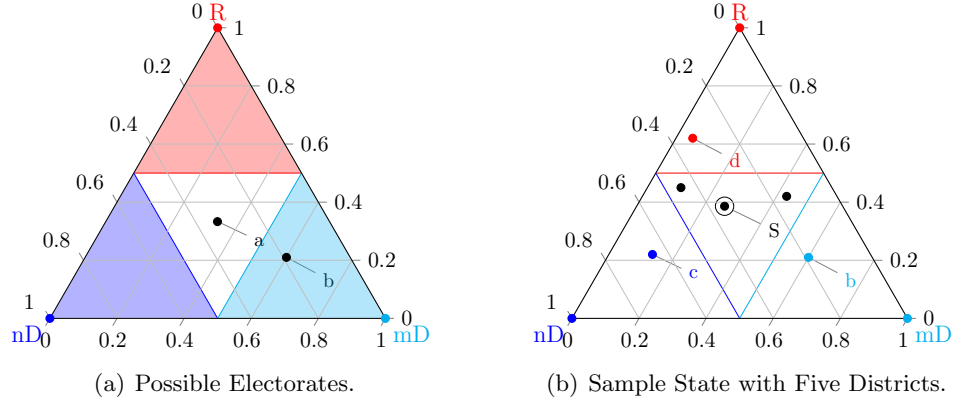 0 R 1
0.2 0.8
0.4 0.6
0.6 0.4
a
0.8 0.2
b
1 0
nD mD
0 0.2 0.4 0.6 0.8 1
(a) Possible Electorates.
0 R 1
0.2 0.8
0.4 0.6
d
0.6 0.4
S
0.8 0.2
c b
1 0
nD mD
0 0.2 0.4 0.6 0.8 1
(b) Sample State with Five Districts.